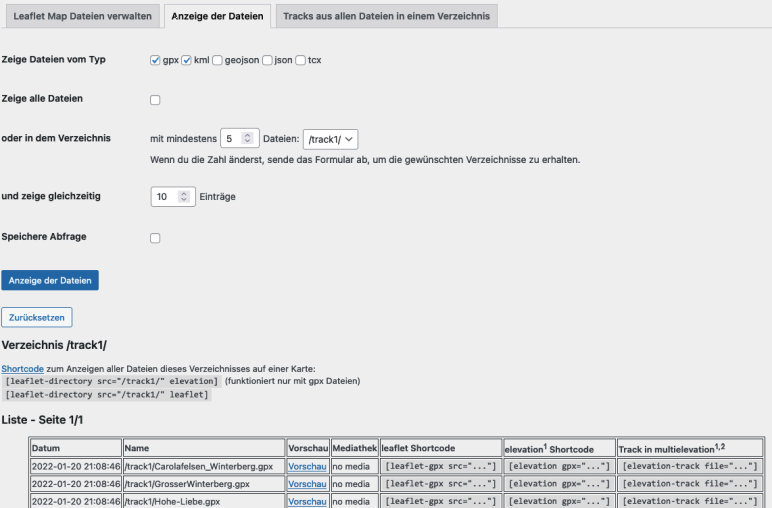 Leaflet Map Dateien verwalten Anzeige der Dateien Tracks aus allen Dateien in einem Verzeichnis
Zeige Dateien vom Typ gpx kml geojson json tcx
Zeige alle Dateien
oder in dem Verzeichnis mit mindestens 5 Dateien: /track1/
Wenn du die Zahl änderst, sende das Formular ab, um die gewünschten Verzeichnisse zu erhalten.
und zeige gleichzeitig 10 Einträge
Speichere Abfrage
Anzeige der Dateien
Zurücksetzen
Verzeichnis /track1/
Shortcode zum Anzeigen aller Dateien dieses Verzeichnisses auf einer Karte:
[leaflet-directory src="/track1/" elevation] (funktioniert nur mit gpx Dateien)
[leaflet-directory src="/track1/" leaflet]
Liste - Seite 1/1
Datum Name Vorschau Mediathek leaflet Shortcode elevation1 Shortcode Track in multielevation1,2
2022-01-20 21:08:46 /track1/Carolafelsen_Winterberg.gpx Vorschau no media [leaflet-gpx src="..."] [elevation gpx="..."] [elevation-track file="..."]
2022-01-20 21:08:46 /track1/GrosserWinterberg.gpx Vorschau no media [leaflet-gpx src="..."] [elevation gpx="..."] [elevation-track file="..."]
2022-01-20 21:08:46 /track1/Hohe-Liebe.gpx Vorschau no media [leaflet-gpx src="..."] [elevation gpx="..."] [elevation-track file="..."]